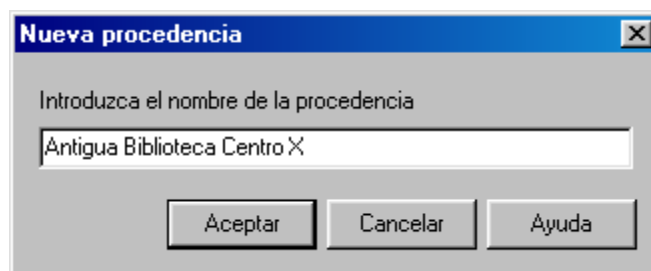 Nueva procedencia
Introduzca el nombre de la procedencia
Antigua Biblioteca Centro X
Aceptar Cancelar Ayuda